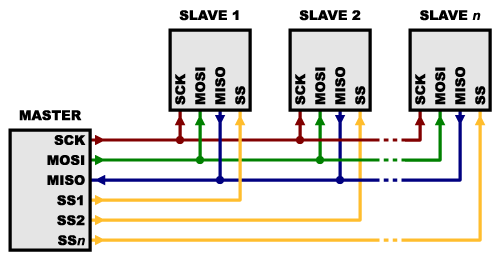 SLAVE 1
SLAVE 2
SLAVE n
SCK
MOSI
MISO
SS
SCK
MOSI
MISO
SS
SCK
MOSI
MISO
SS
MASTER
SCK
MOSI
MISO
SS1
SS2
SSn